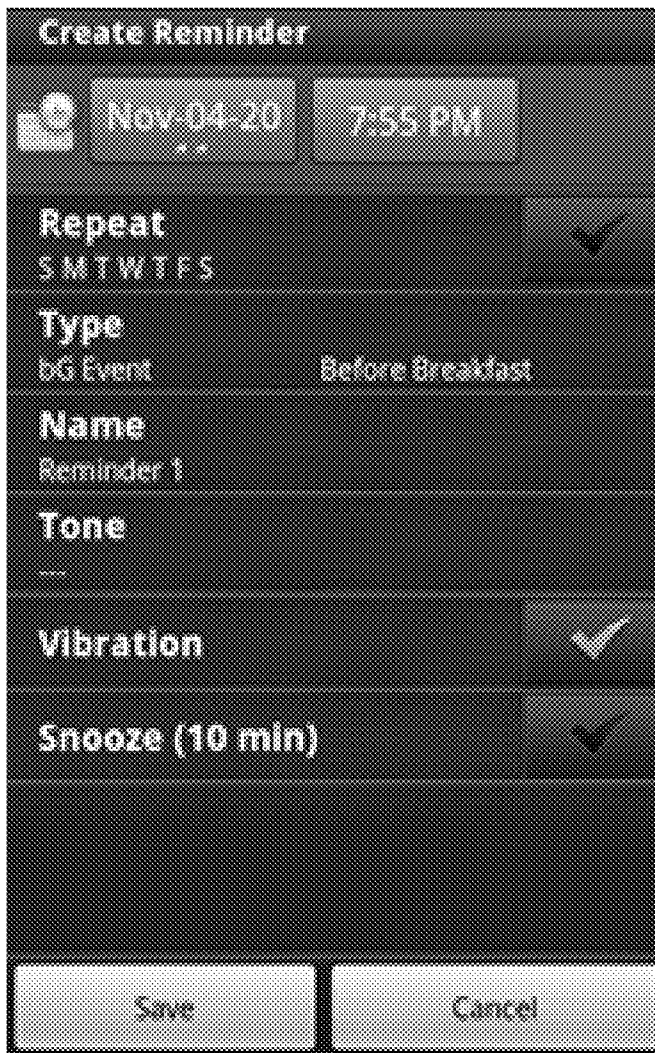 Create Reminder
Nov-04-20 7:55 PM
Repeat
S M T W T F S
Type
bG Event Before Breakfast
Name
Reminder 1
Tone
---
Vibration
Snooze (10 min)
Save Cancel